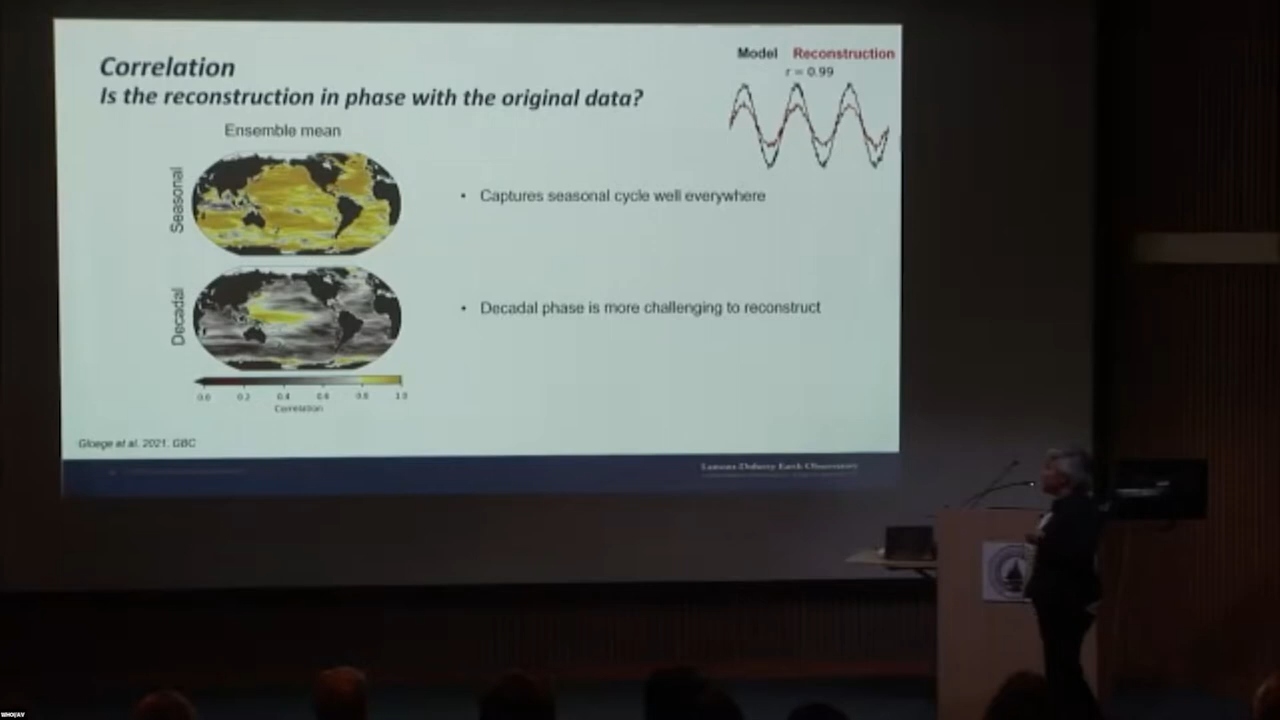 Correlation
Is the reconstruction in phase with the original data?
Model Reconstruction
r = 0.99
Ensemble mean
Seasonal
• Captures seasonal cycle well everywhere
Decadal
• Decadal phase is more challenging to reconstruct
0.0 0.2 0.4 0.6 0.8 1.0
Correlation
Gloege et al. 2021, GBC
Lamont-Doherty Earth Observatory
WHOI/AV